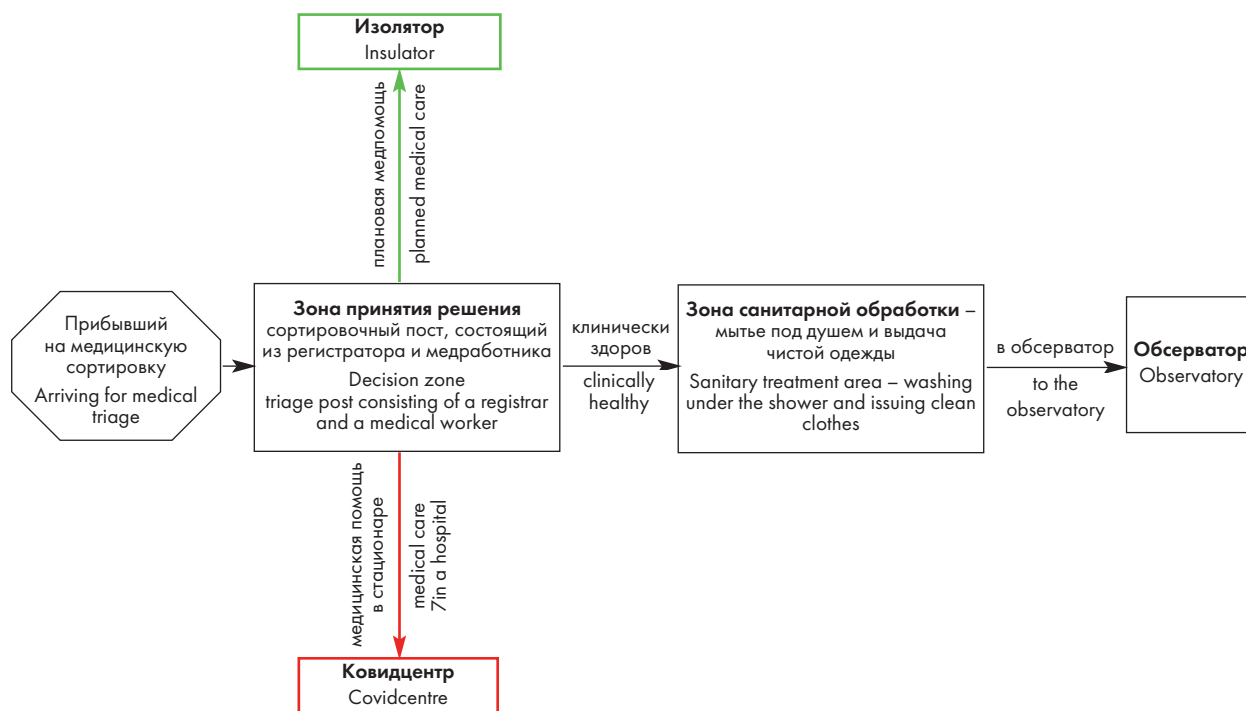 Изолятор
Insulator
плановая медпомощь
planned medical care
Прибывший
на медицинскую
сортировку
Arriving for medical
triage
Зона принятия решения
сортировочный пост, состоящий
из регистратора и медработника
Decision zone
triage post consisting of a registrar
and a medical worker
клинически
здоров
clinically
healthy
Зона санитарной обработки –
мытье под душем и выдача
чистой одежды
Sanitary treatment area – washing
under the shower and issuing clean
clothes
в обсерватор
to the
observatory
Обсерватор
Observatory
медицинская помощь
в стационаре
medical care
7in a hospital
Ковидцентр
Covidcentre